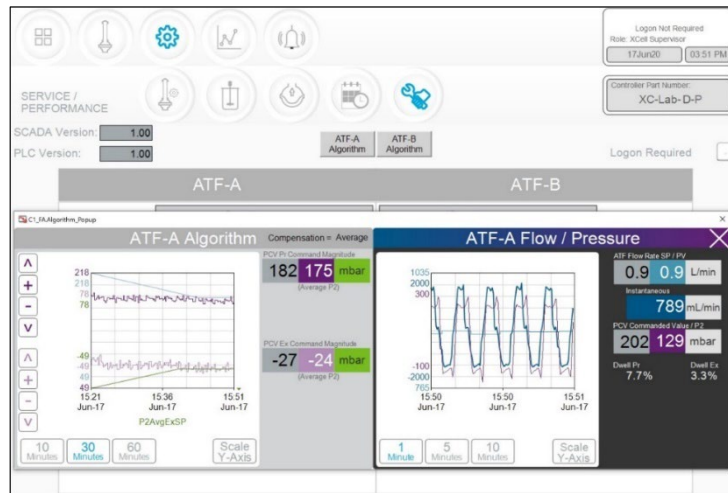 Logon Not Required
Role: XCell Supervisor
17Jun20 03:51 PM
SERVICE /
PERFORMANCE
Controller Part Number:
XC-Lab-D-P
SCADA Version: 1.00
PLC Version: 1.00
ATF-A
Algorithm
ATF-B
Algorithm
Logon Required
ATF-A ATF-B
C1_FA.Algorithm_Popup
ATF-A Algorithm Compensation = Average
218
218
78
78
-49
-49
49
49
15:21
Jun-17
15:36
Jun-17
15:51
Jun-17
P2AvgExSP
PCV Pr Command Magnitude
182 175 mbar
(Average P2)
PCV Ex Command Magnitude
-27 -24 mbar
(Average P2)
10
Minutes
30
Minutes
60
Minutes
Scale
Y-Axis
ATF-A Flow / Pressure
1035
2000
300
-100
-2000
765
15:50
Jun-17
15:50
Jun-17
15:51
Jun-17
ATF Flow Rate SP / PV
0.9 0.9 L/min
Instantaneous
789 mL/min
PCV Commanded Value / P2
202 129 mbar
Dwell Pr Dwell Ex
7.7% 3.3%
1
Minute
5
Minutes
10
Minutes
Scale
Y-Axis